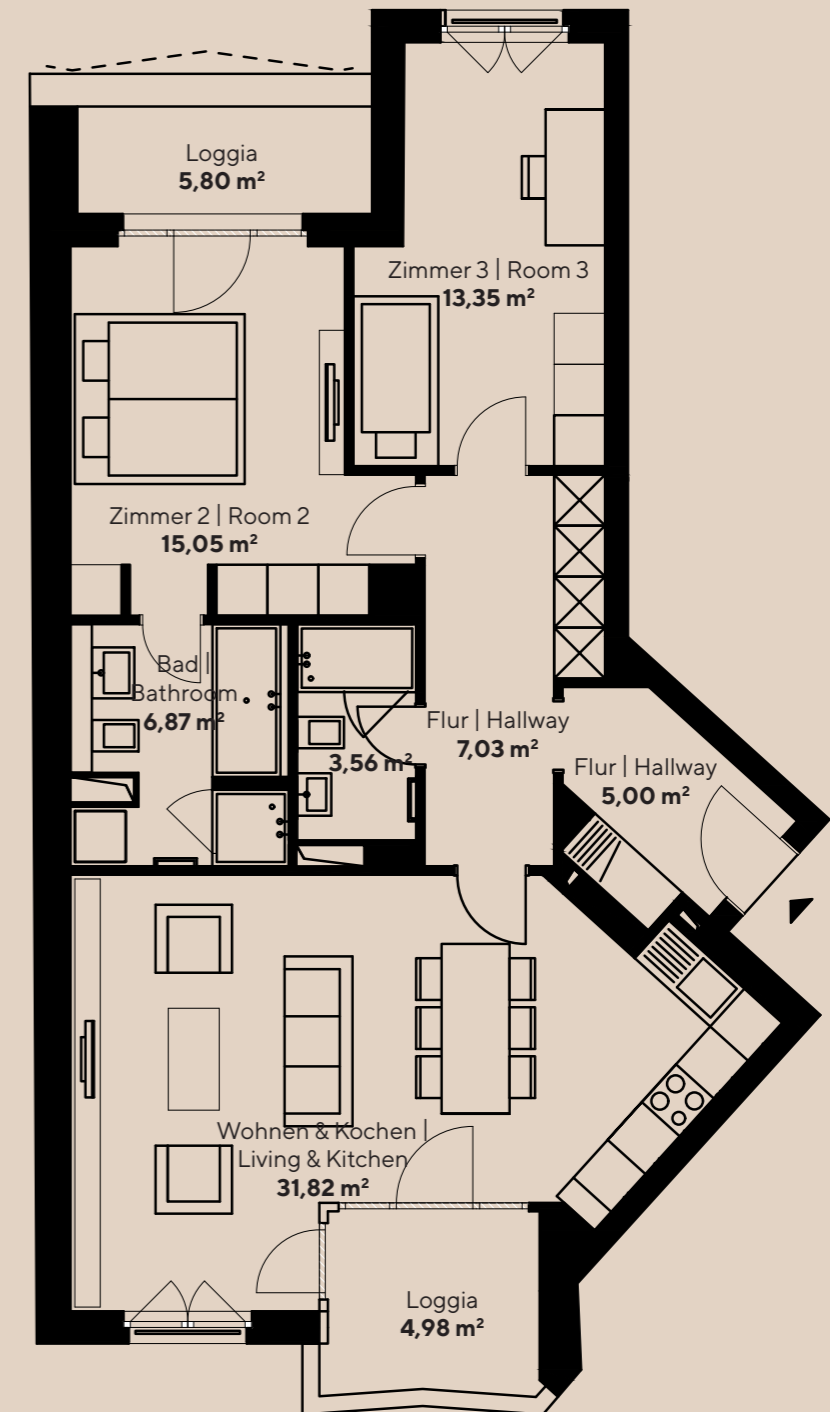 Loggia
5,80 m²
Zimmer 3 | Room 3
13,35 m²
Zimmer 2 | Room 2
15,05 m²
Bad |
Bathroom
6,87 m²
3,56 m²
Flur | Hallway
7,03 m²
Flur | Hallway
5,00 m²
Wohnen & Kochen |
Living & Kitchen
31,82 m²
Loggia
4,98 m²